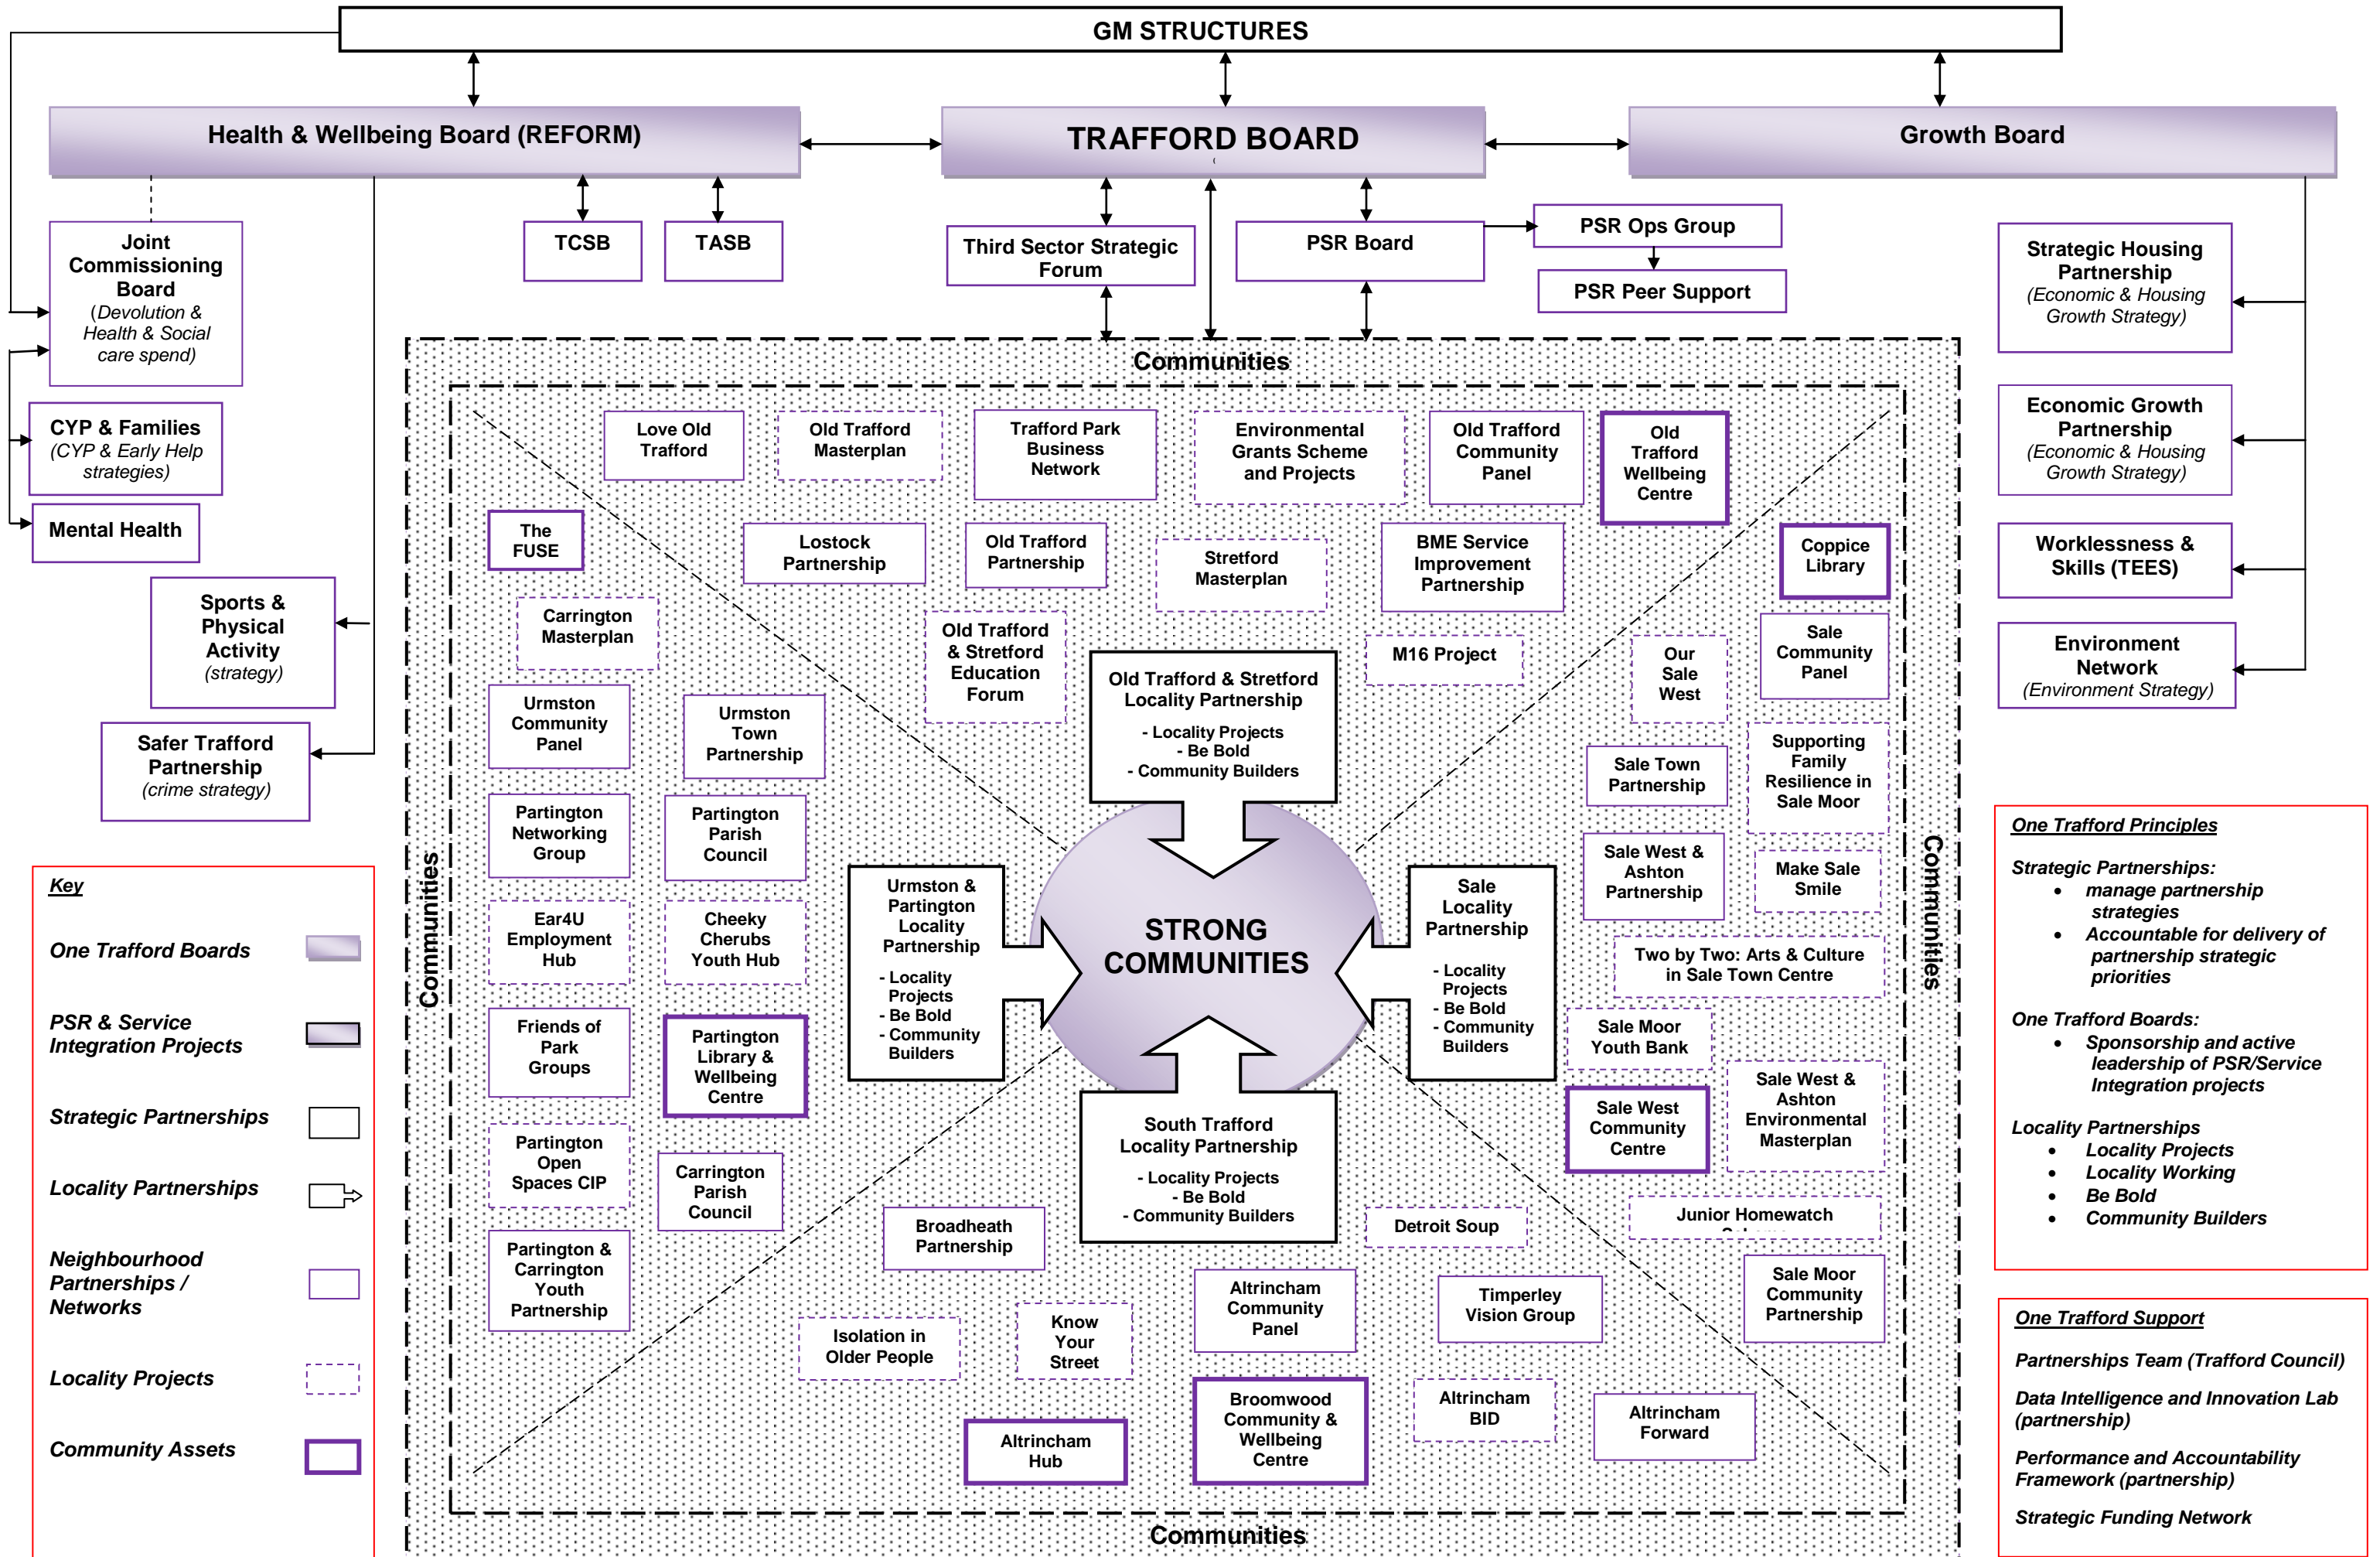 GM STRUCTURES
Health & Wellbeing Board (REFORM)
TRAFFORD BOARD
(
Growth Board
Joint
Commissioning
Board
(Devolution &
Health & Social
care spend)
TCSB
TASB
Third Sector Strategic
Forum
PSR Board
PSR Ops Group
PSR Peer Support
Strategic Housing
Partnership
(Economic & Housing
Growth Strategy)
CYP & Families
(CYP & Early Help
strategies)
Mental Health
Sports &
Physical
Activity
(strategy)
Safer Trafford
Partnership
(crime strategy)
Economic Growth
Partnership
(Economic & Housing
Growth Strategy)
Worklessness &
Skills (TEES)
Environment
Network
(Environment Strategy)
Communities
Communities
Communities
Communities
Love Old
Trafford
Old Trafford
Masterplan
Trafford Park
Business
Network
Environmental
Grants Scheme
and Projects
Old Trafford
Community
Panel
Old
Trafford
Wellbeing
Centre
The
FUSE
Lostock
Partnership
Old Trafford
Partnership
Stretford
Masterplan
BME Service
Improvement
Partnership
Coppice
Library
Carrington
Masterplan
Old Trafford
& Stretford
Education
Forum
M16 Project
Our
Sale
West
Sale
Community
Panel
Old Trafford & Stretford
Locality Partnership
- Locality Projects
- Be Bold
- Community Builders
Urmston
Community
Panel
Urmston
Town
Partnership
Sale Town
Partnership
Supporting
Family
Resilience in
Sale Moor
Partington
Networking
Group
Partington
Parish
Council
Sale West &
Ashton
Partnership
Make Sale
Smile
Urmston &
Partington
Locality
Partnership
- Locality
Projects
- Be Bold
- Community
Builders
STRONG
COMMUNITIES
Sale
Locality
Partnership
- Locality
Projects
- Be Bold
- Community
Builders
Ear4U
Employment
Hub
Cheeky
Cherubs
Youth Hub
Two by Two: Arts & Culture
in Sale Town Centre
Friends of
Park
Groups
Partington
Library &
Wellbeing
Centre
Sale Moor
Youth Bank
Sale West &
Ashton
Environmental
Masterplan
Sale West
Community
Centre
South Trafford
Locality Partnership
- Locality Projects
- Be Bold
- Community Builders
Partington
Open
Spaces CIP
Carrington
Parish
Council
Broadheath
Partnership
Detroit Soup
Junior Homewatch
Partington &
Carrington
Youth
Partnership
Isolation in
Older People
Know
Your
Street
Altrincham
Community
Panel
Timperley
Vision Group
Sale Moor
Community
Partnership
Altrincham
Hub
Broomwood
Community &
Wellbeing
Centre
Altrincham
BID
Altrincham
Forward
Key
One Trafford Boards
PSR & Service
Integration Projects
Strategic Partnerships
Locality Partnerships
Neighbourhood
Partnerships /
Networks
Locality Projects
Community Assets
One Trafford Principles
Strategic Partnerships:
• manage partnership
strategies
• Accountable for delivery of
partnership strategic
priorities
One Trafford Boards:
• Sponsorship and active
leadership of PSR/Service
Integration projects
Locality Partnerships
• Locality Projects
• Locality Working
• Be Bold
• Community Builders
One Trafford Support
Partnerships Team (Trafford Council)
Data Intelligence and Innovation Lab
(partnership)
Performance and Accountability
Framework (partnership)
Strategic Funding Network